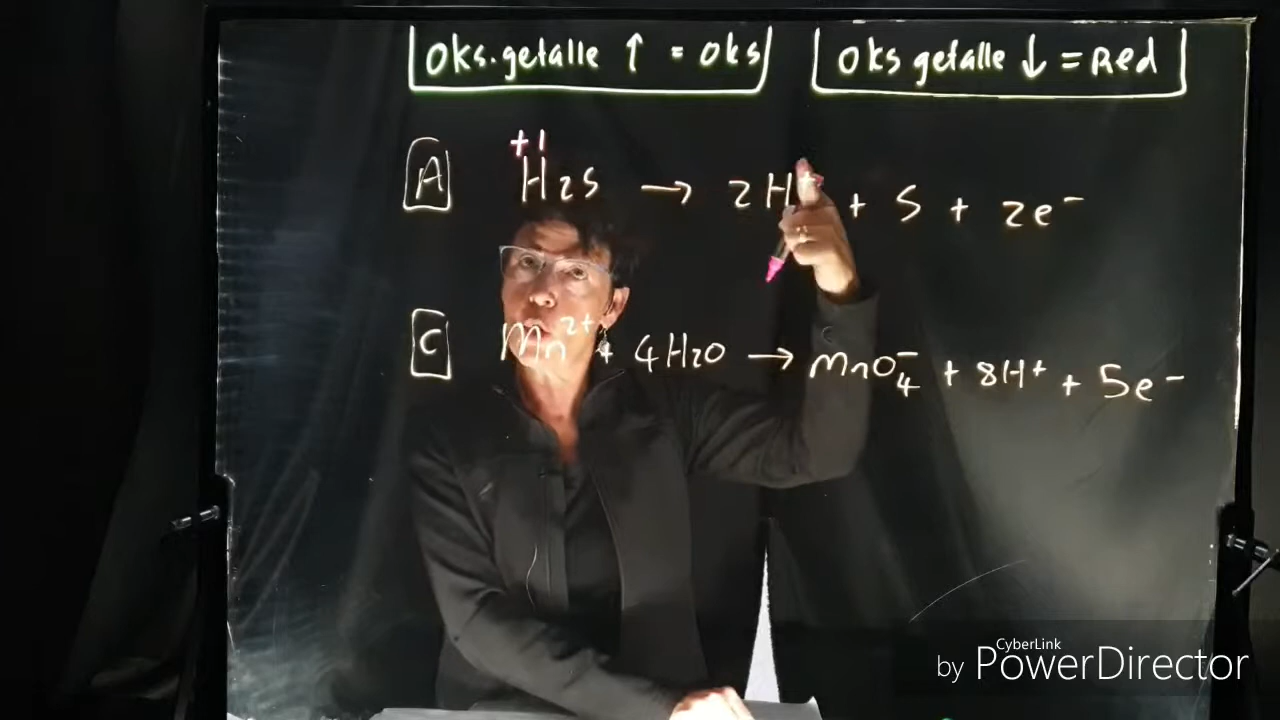 Oks.getalle ↑ = Oks
Oks getalle ↓ = Red
+1
A H2S → 2H⁺ + S + 2e⁻
C Mn²⁺ + 4H2O → MnO₄⁻ + 8H⁺ + 5e⁻
CyberLink
by PowerDirector